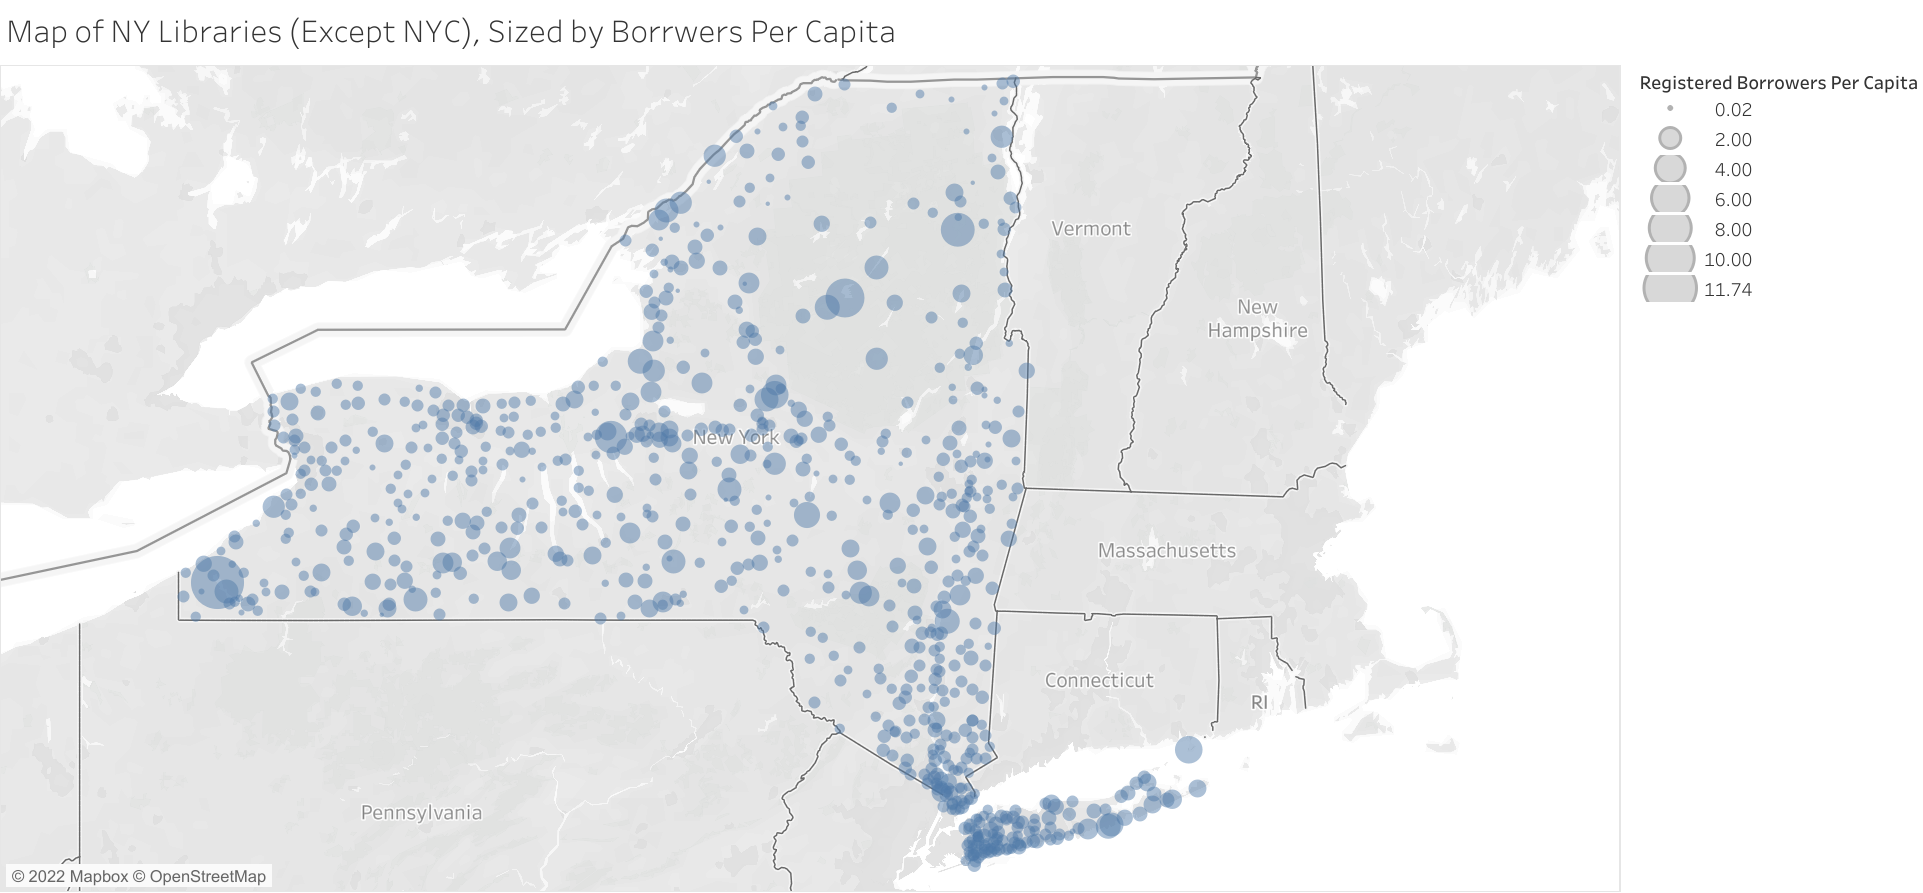 Map of NY Libraries (Except NYC), Sized by Borrwers Per Capita
Registered Borrowers Per Capita
0.02
2.00
4.00
6.00
8.00
10.00
11.74
Vermont
New
Hampshire
New York
Massachusetts
Connecticut
RI
Pennsylvania
© 2022 Mapbox © OpenStreetMap